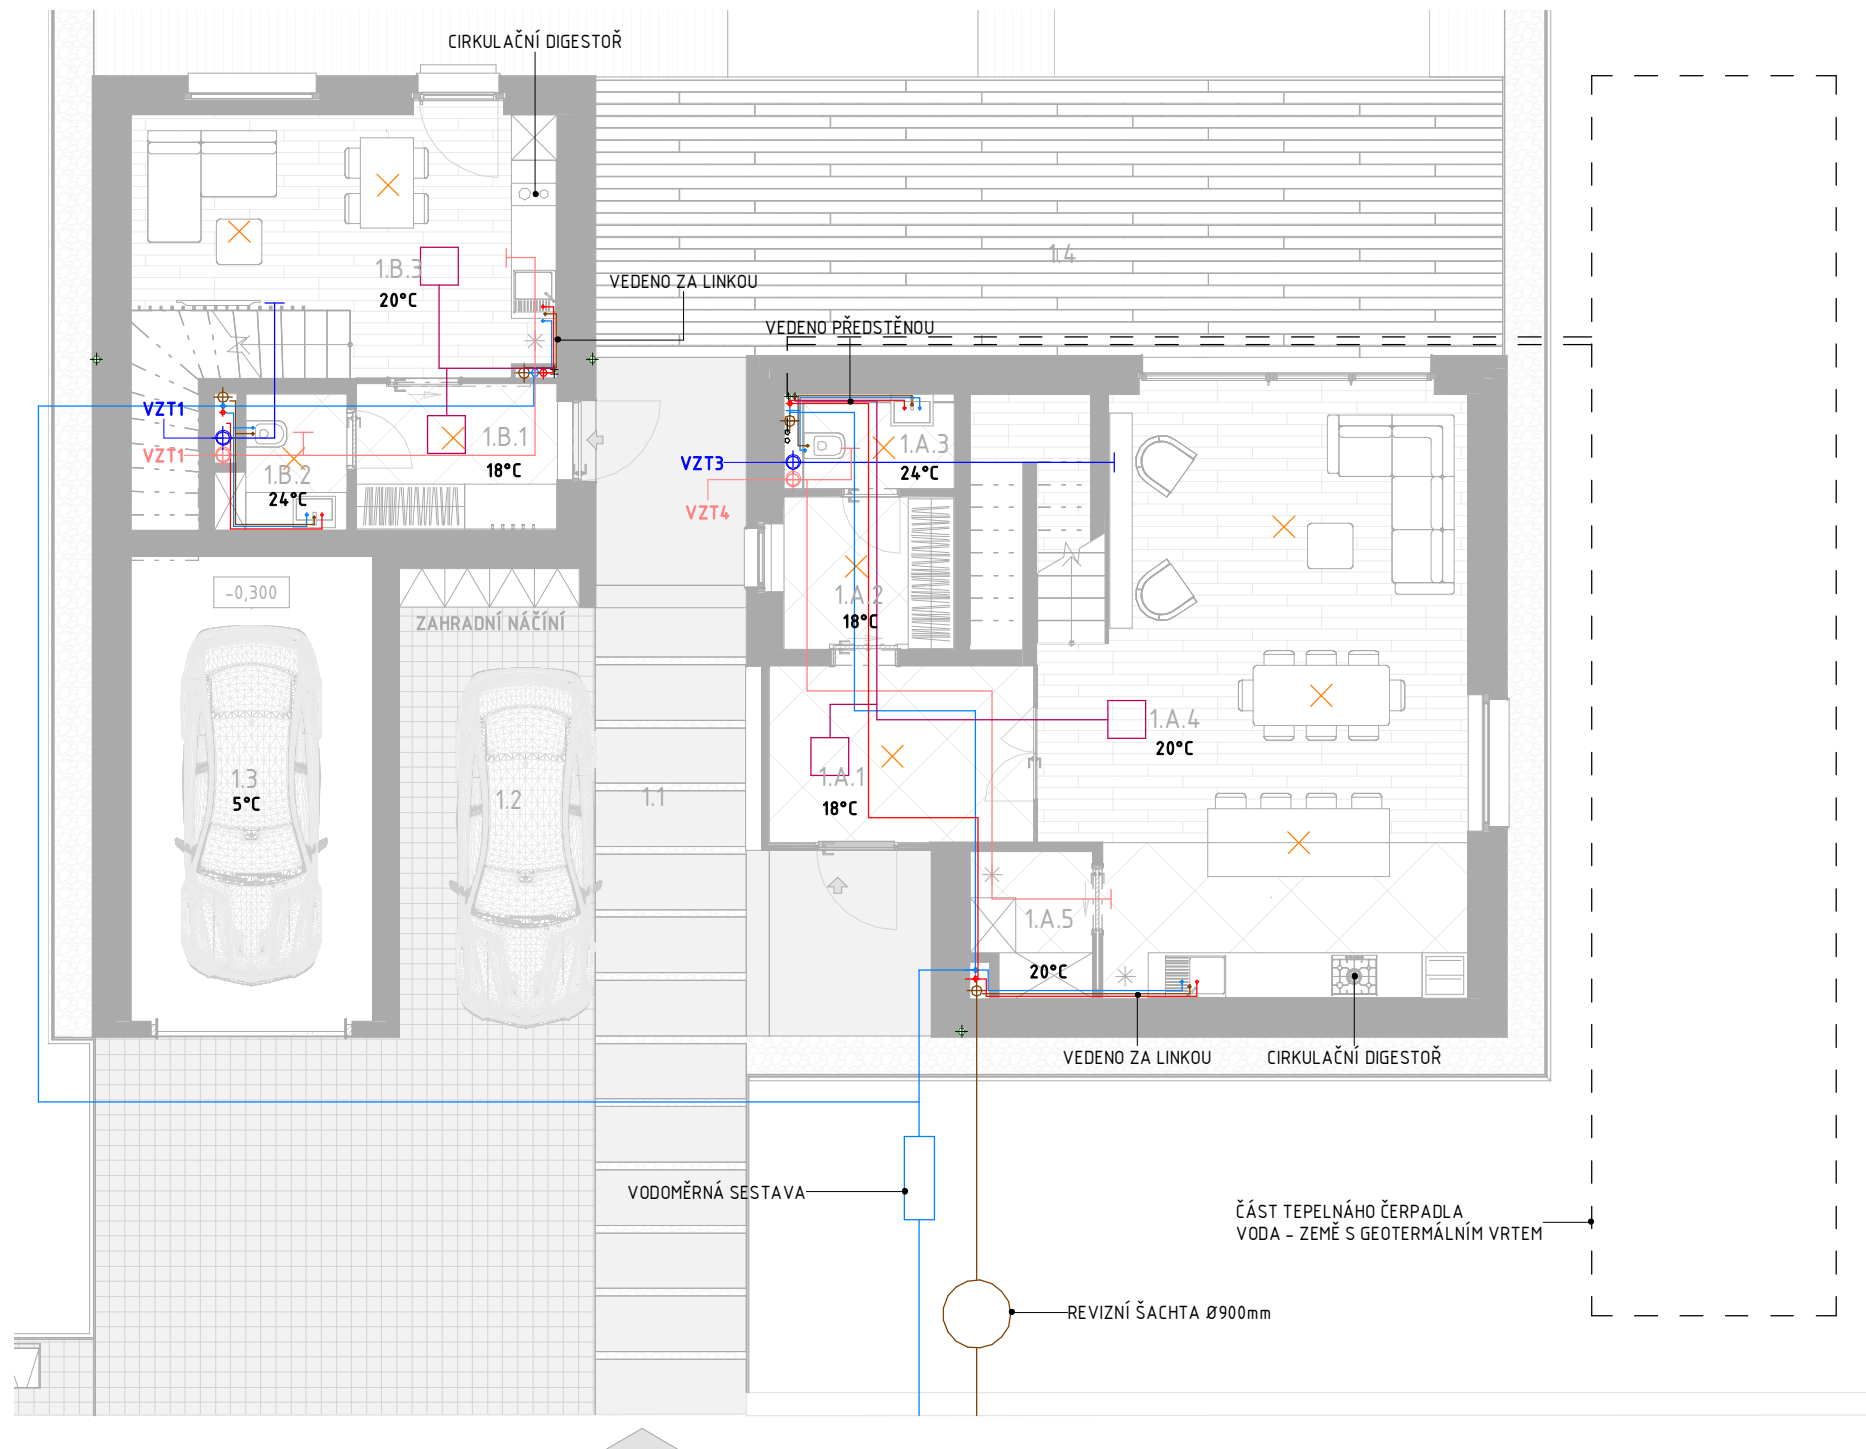 CIRKULAČNÍ DIGESTOŘ
1.4
1.B.3
20°C
VEDENO ZA LINKOU
VEDENO PŘEDSTĚNOU
VZT1
1.B.1
18°C
VZT1
1.B.2
24°C
1.A.3
24°C
VZT3
VZT4
-0,300
ZAHRADNÍ NÁČINÍ
1.A.2
18°C
1.A.4
20°C
1.3
5°C
1.2
1.1
1.A.1
18°C
1.A.5
20°C
VEDENO ZA LINKOU
CIRKULAČNÍ DIGESTOŘ
VODOMĚRNÁ SESTAVA
ČÁST TEPELNÁHO ČERPADLA
VODA - ZEMĚ S GEOTERMÁLNÍM VRTEM
REVIZNÍ ŠACHTA Ø900mm